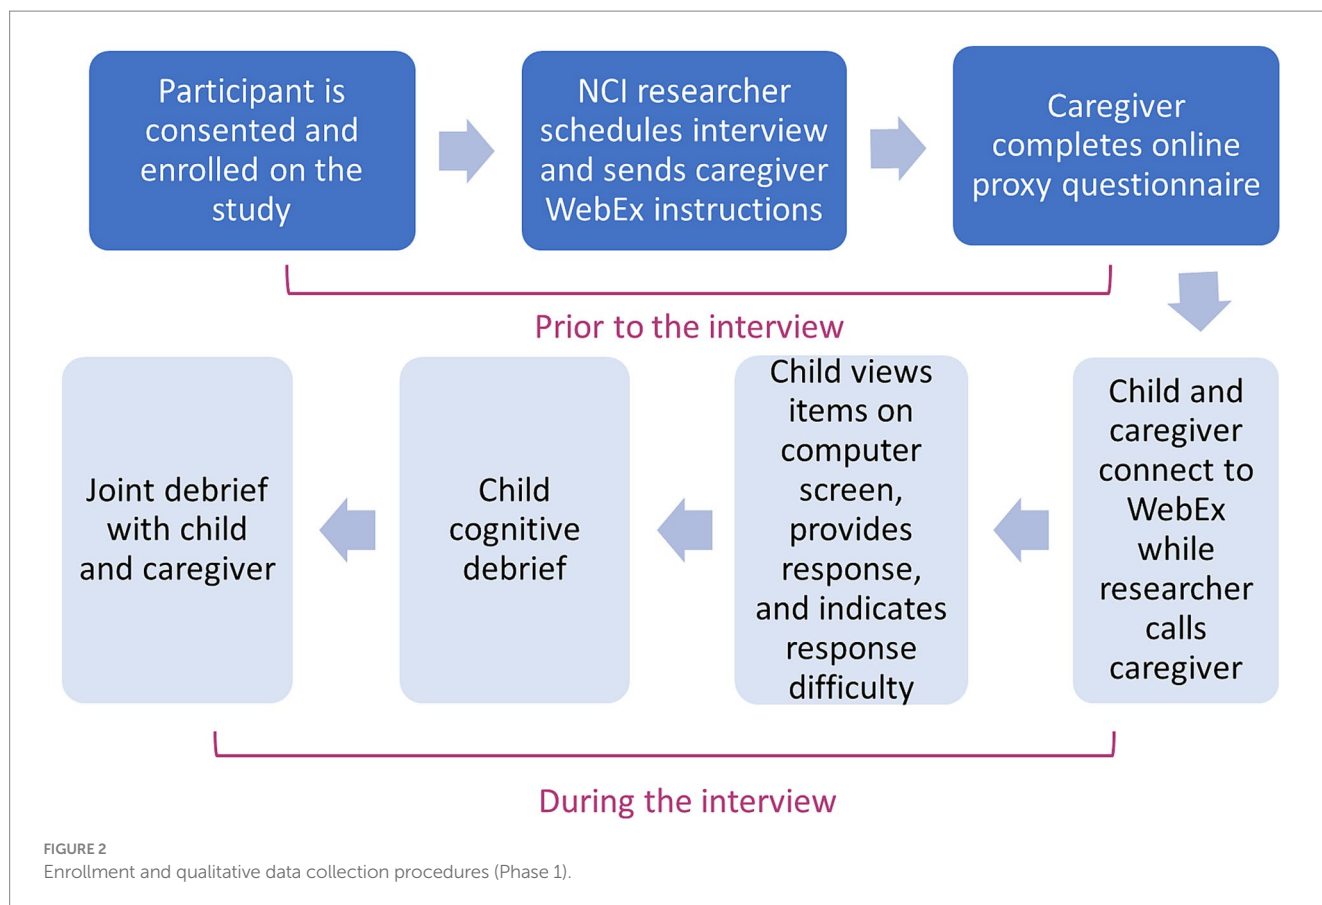 Participant is
consented and
enrolled on the
study
NCI researcher
schedules interview
and sends caregiver
WebEx instructions
Caregiver
completes online
proxy questionnaire
Prior to the interview
Child and
caregiver
connect to
WebEx
while
researcher
calls
caregiver
Child views
items on
computer
screen,
provides
response,
and indicates
response
difficulty
Child
cognitive
debrief
Joint debrief
with child
and caregiver
During the interview
FIGURE 2
Enrollment and qualitative data collection procedures (Phase 1).